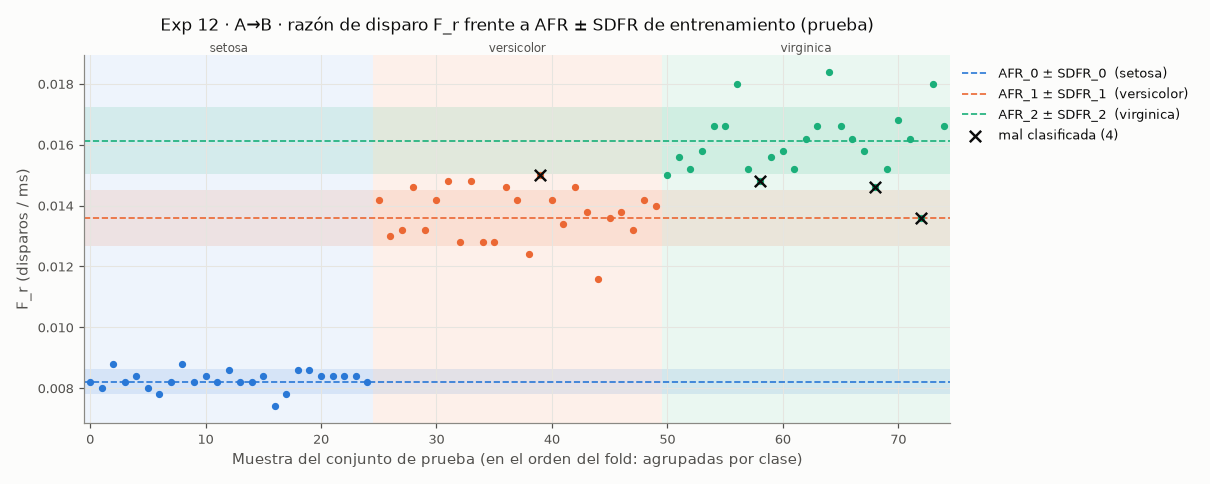 Exp 12 · A→B · razón de disparo F_r frente a AFR ± SDFR de entrenamiento (prueba)
setosa versicolor virginica
AFR_0 ± SDFR_0 (setosa)
AFR_1 ± SDFR_1 (versicolor)
AFR_2 ± SDFR_2 (virginica)
mal clasificada (4)
F_r (disparos / ms)
0.018
0.016
0.014
0.012
0.010
0.008
0 10 20 30 40 50 60 70
Muestra del conjunto de prueba (en el orden del fold: agrupadas por clase)